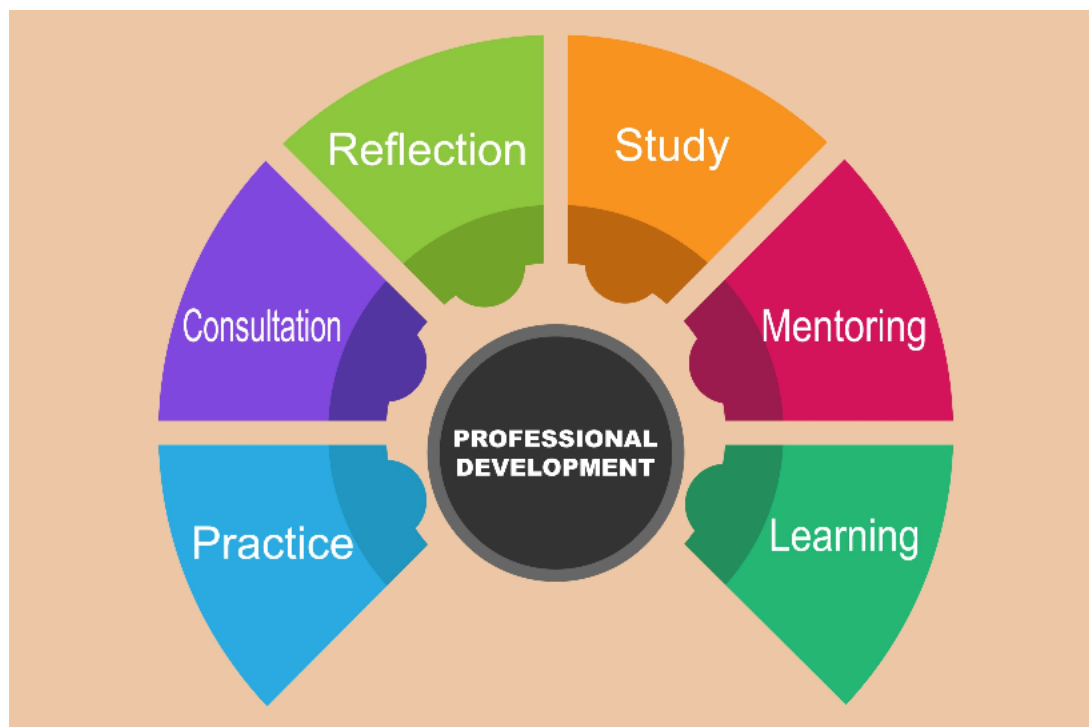 Reflection
Study
Consultation
Mentoring
PROFESSIONAL
DEVELOPMENT
Practice
Learning